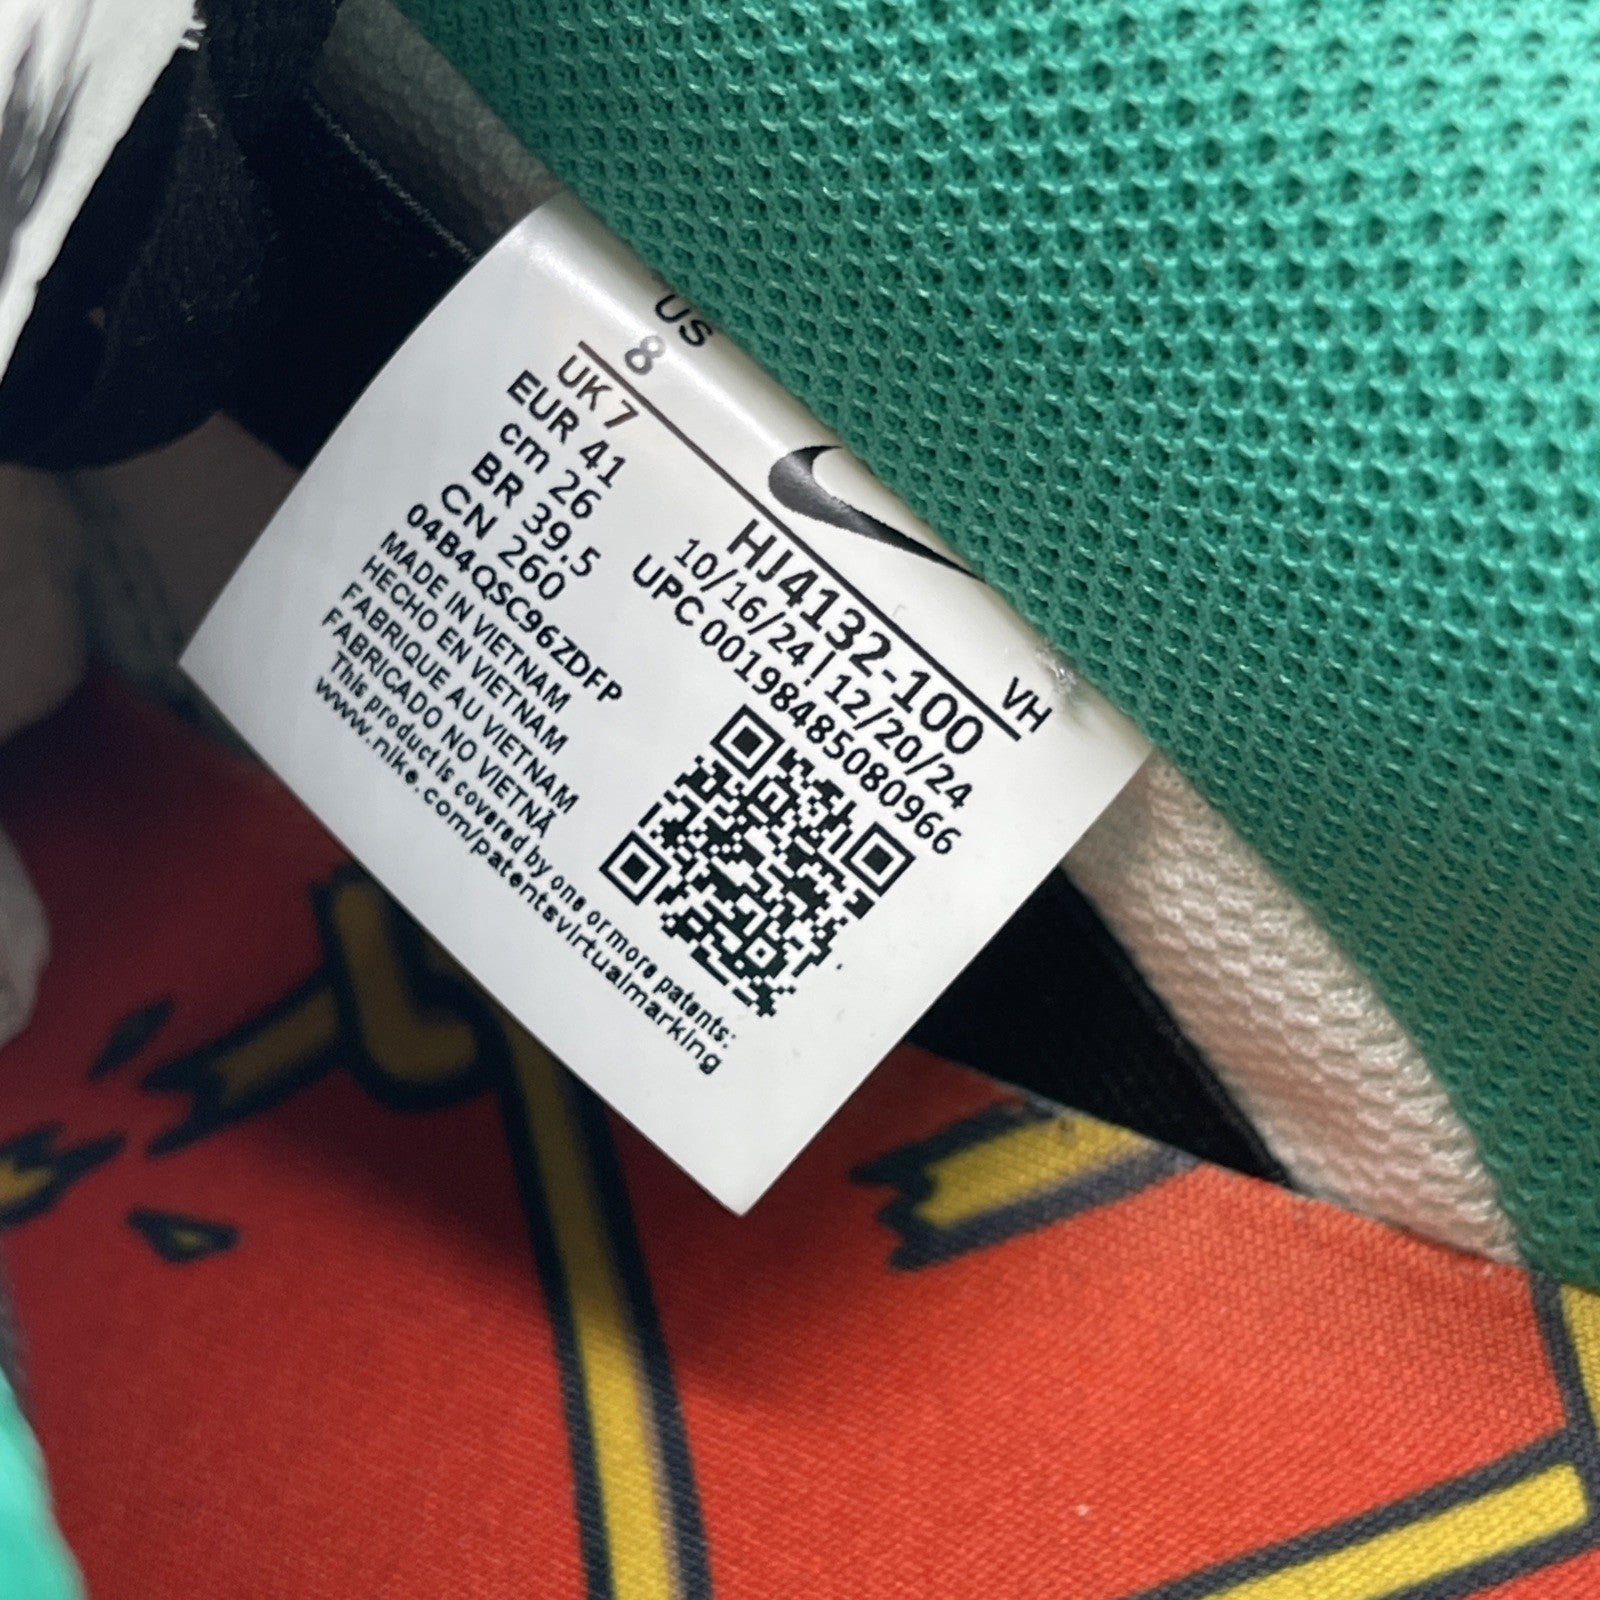 US
8
UK 7
EUR 41
cm 26
BR 39.5
CN 260
04B4QSC96ZDFP
MADE IN VIETNAM
HECHO EN VIETNAM
FABRIQUE AU VIETNAM
FABRICADO NO VIETNÃ
This product is covered by one or more patents:
www.nike.com/patentsvirtualmarking
VH
HJ4132-100
10/16/24 | 12/20/24
UPC 00198485080966